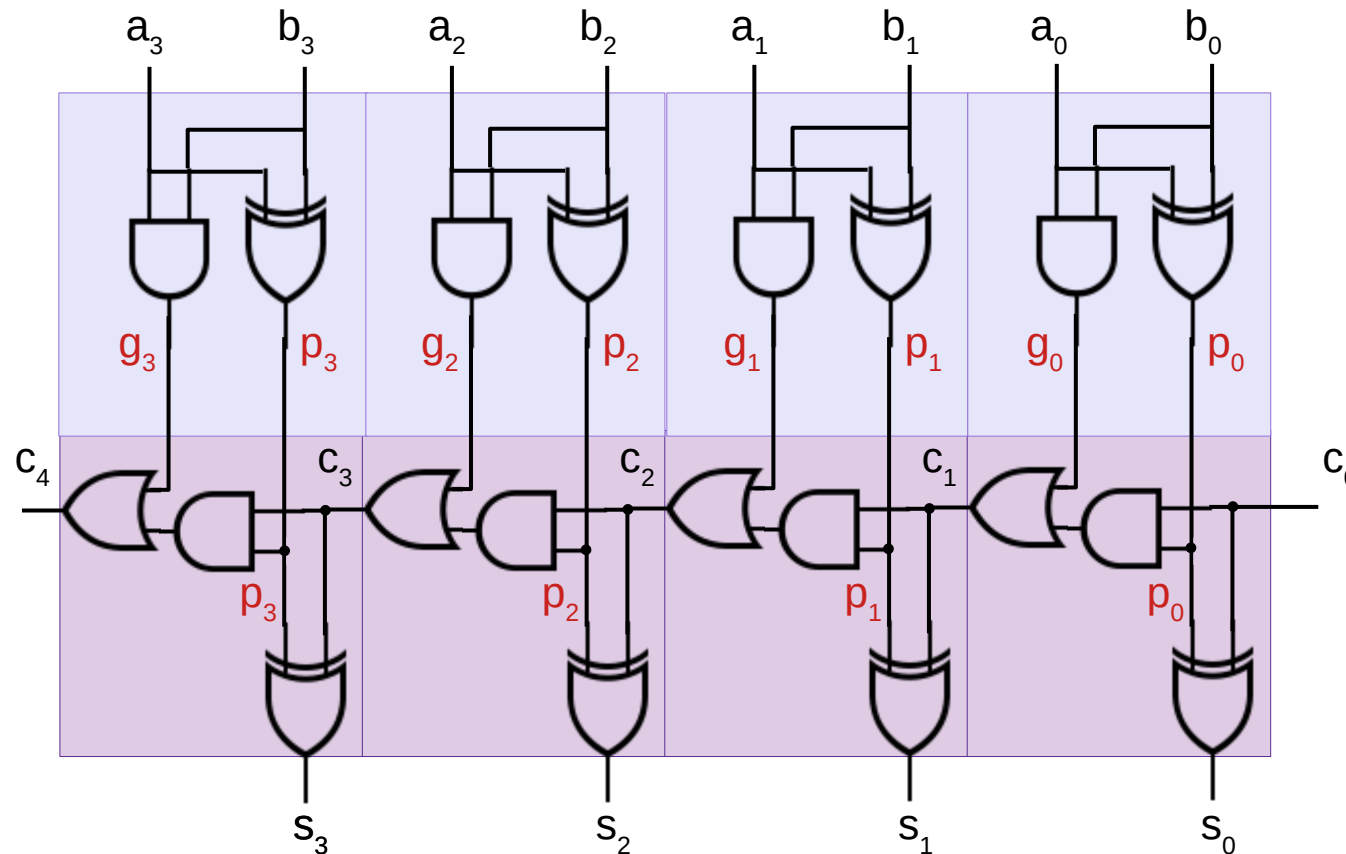 a₃ b₃ a₂ b₂ a₁ b₁ a₀ b₀
g₃ p₃ g₂ p₂ g₁ p₁ g₀ p₀
c₄ c₃ c₂ c₁ c₀
p₃ p₂ p₁ p₀
s₃ s₂ s₁ s₀